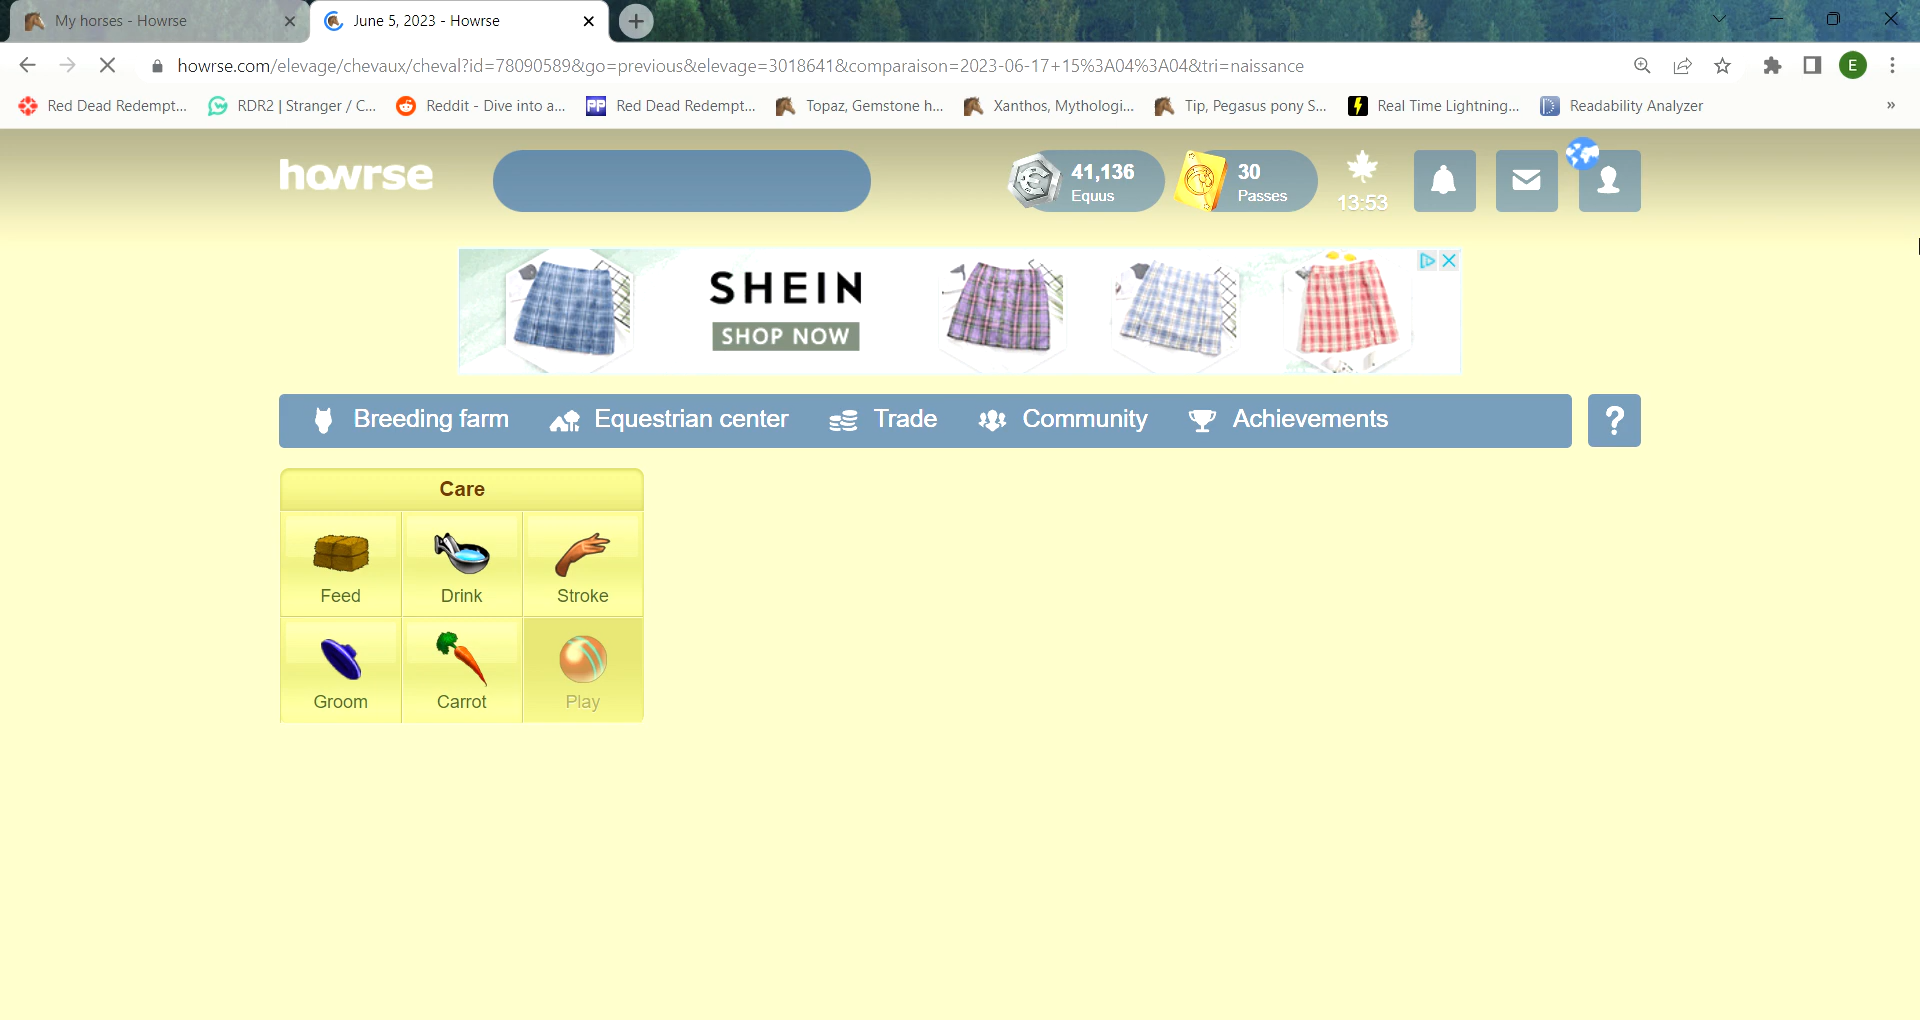 My horses - Howrse
June 5, 2023 - Howrse
howrse.com/elevage/chevaux/cheval?id=78090589&go=previous&elevage=3018641&comparaison=2023-06-17+15%3A04%3A04&tri=naissance
E
Red Dead Redempt...
RDR2 | Stranger / C...
Reddit - Dive into a...
PP
Red Dead Redempt...
Topaz, Gemstone h...
Xanthos, Mythologi...
Tip, Pegasus pony S...
Real Time Lightning...
Readability Analyzer
»
howrse
41,136
Equus
30
Passes
13:53
SHEIN
SHOP NOW
Breeding farm
Equestrian center
Trade
Community
Achievements
?
Care
Feed
Drink
Stroke
Groom
Carrot
Play